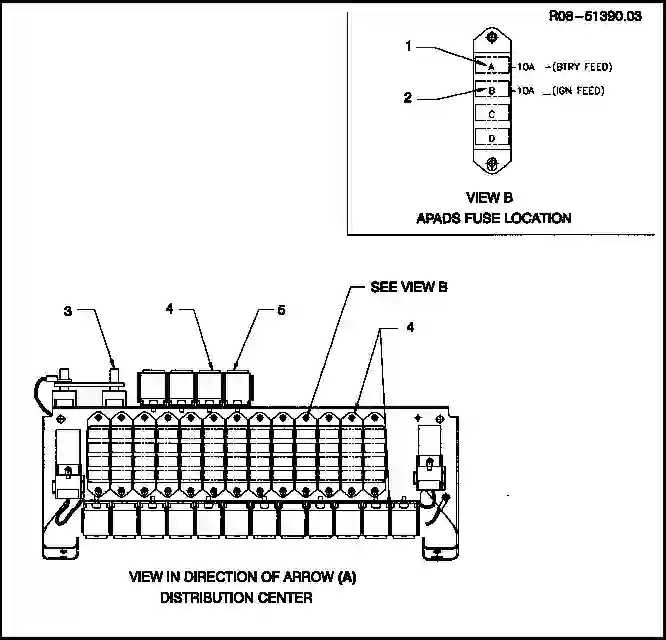 R08-51390.03
1
A -10A -(BTRY FEED)
2
B -10A -(IGN FEED)
C
D
VIEW B
APADS FUSE LOCATION
SEE VIEW B
3
4
5
4
VIEW IN DIRECTION OF ARROW (A)
DISTRIBUTION CENTER